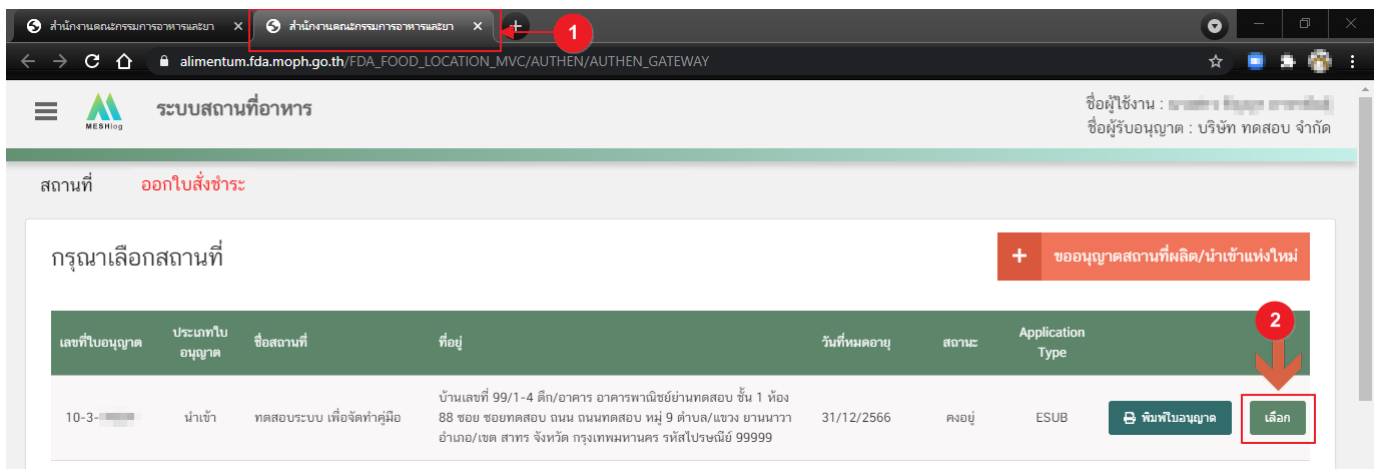 สำนักงานคณะกรรมการอาหารและยา
สำนักงานคณะกรรมการอาหารและยา
1
alimentum.fda.moph.go.th/FDA_FOOD_LOCATION_MVC/AUTHEN/AUTHEN_GATEWAY
MESHlog
ระบบสถานที่อาหาร
ชื่อผู้ใช้งาน :
ชื่อผู้รับอนุญาต : บริษัท ทดสอบ จำกัด
สถานที่ ออกใบสั่งชำระ
กรุณาเลือกสถานที่
+ ขออนุญาตสถานที่ผลิต/นำเข้าแห่งใหม่
2
เลขที่ใบอนุญาต
ประเภทใบ
อนุญาต
ชื่อสถานที่
ที่อยู่
วันที่หมดอายุ
สถานะ
Application
Type
10-3-
นำเข้า
ทดสอบระบบ เพื่อจัดทำคู่มือ
บ้านเลขที่ 99/1-4 ตึก/อาคาร อาคารพาณิชย์ย่านทดสอบ ชั้น 1 ห้อง
88 ซอย ซอยทดสอบ ถนน ถนนทดสอบ หมู่ 9 ตำบล/แขวง ยานนาวา
อำเภอ/เขต สาทร จังหวัด กรุงเทพมหานคร รหัสไปรษณีย์ 99999
31/12/2566
คงอยู่
ESUB
พิมพ์ใบอนุญาต
เลือก